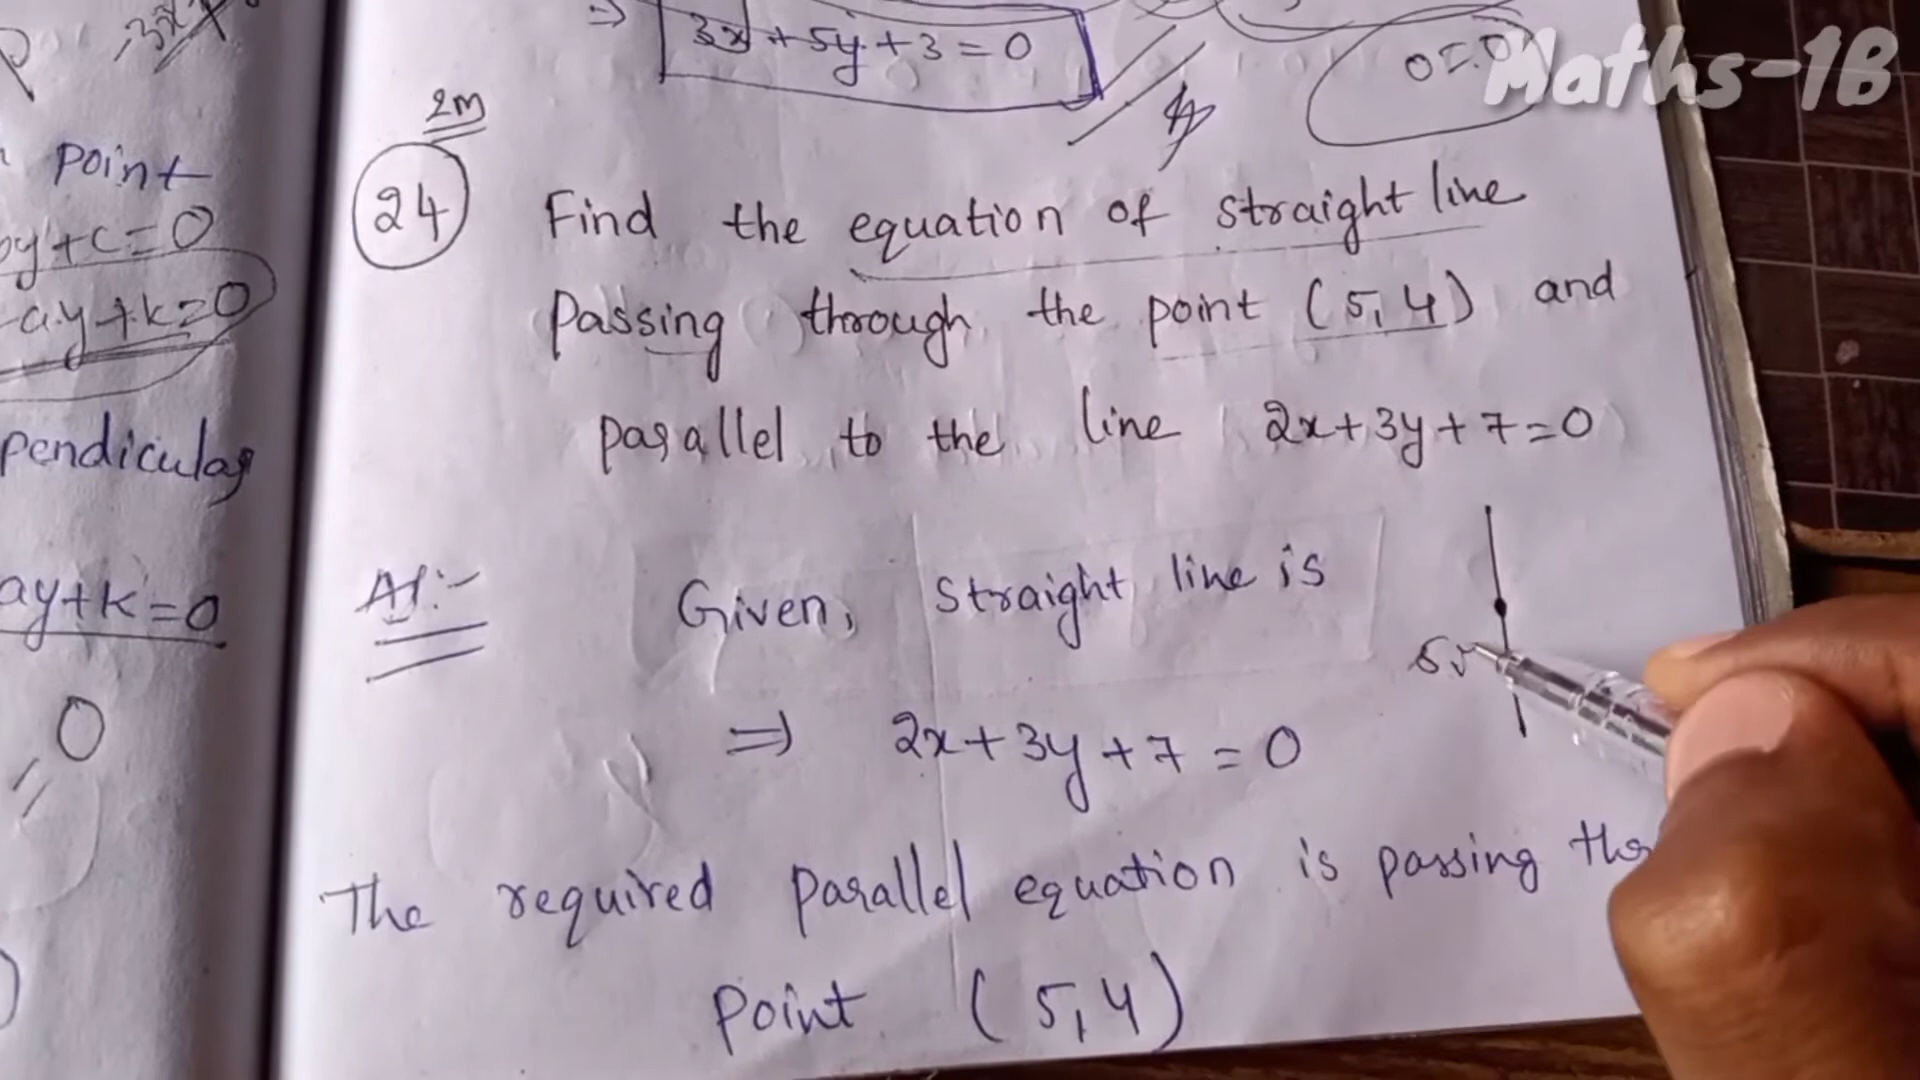 ⇒ 3x + 5y + 3 = 0
Maths-1B
point
by+c=0
-ay+k=0
pendicular
ay+k=0
0
2M
24 Find the equation of straight line
Passing through the point (5,4) and
parallel to the line 2x+3y+7=0
A):- Given, straight line is
⇒ 2x+3y+7=0
The required parallel equation is passing
point (5,4)